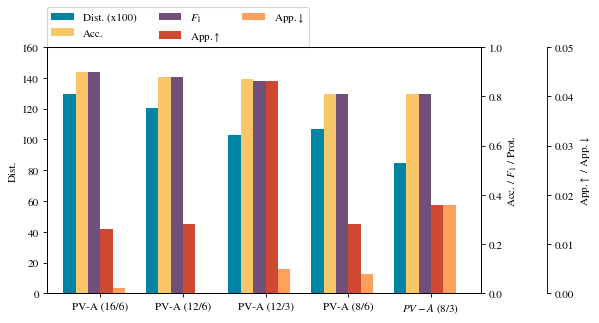 Dist. (x100)
Acc.
F₁
App.↑
App.↓
160
140
120
100
80
60
40
20
0
Dist.
1.0
0.8
0.6
0.4
0.2
0.0
Acc. / F₁ / Prot.
0.05
0.04
0.03
0.02
0.01
0.00
App.↑ / App.↓
PV-A (16/6)
PV-A (12/6)
PV-A (12/3)
PV-A (8/6)
PV − A (8/3)